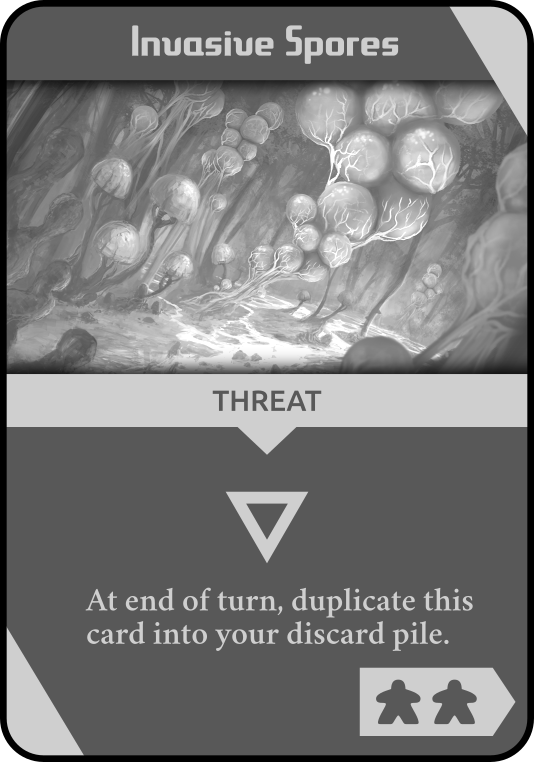 Invasive Spores
THREAT
At end of turn, duplicate this
card into your discard pile.